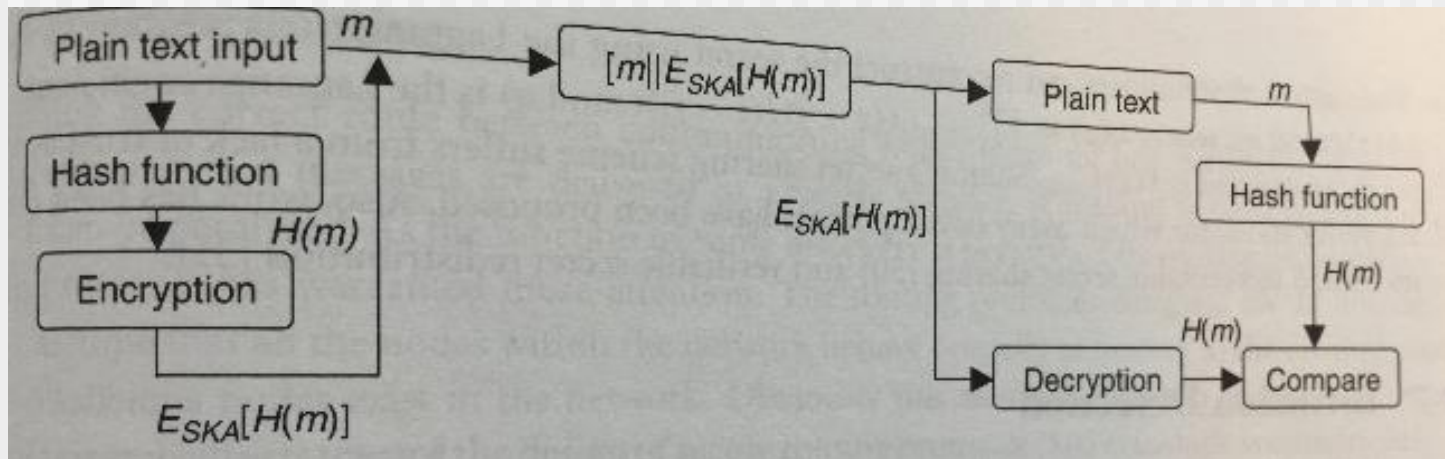 Plain text input
m
[m||E_SKA[H(m)]
Plain text
m
Hash function
Hash function
H(m)
E_SKA[H(m)]
H(m)
Encryption
H(m)
Decryption
Compare
E_SKA[H(m)]